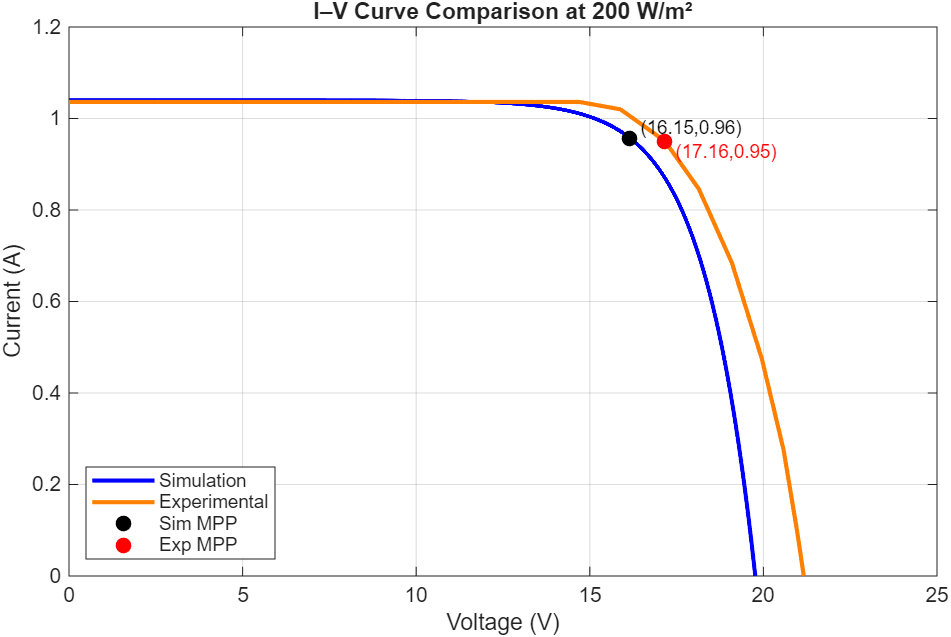 I–V Curve Comparison at 200 W/m²
1.2
1
0.8
0.6
0.4
0.2
0
Current (A)
(16.15,0.96)
(17.16,0.95)
Simulation
Experimental
Sim MPP
Exp MPP
0 5 10 15 20 25
Voltage (V)